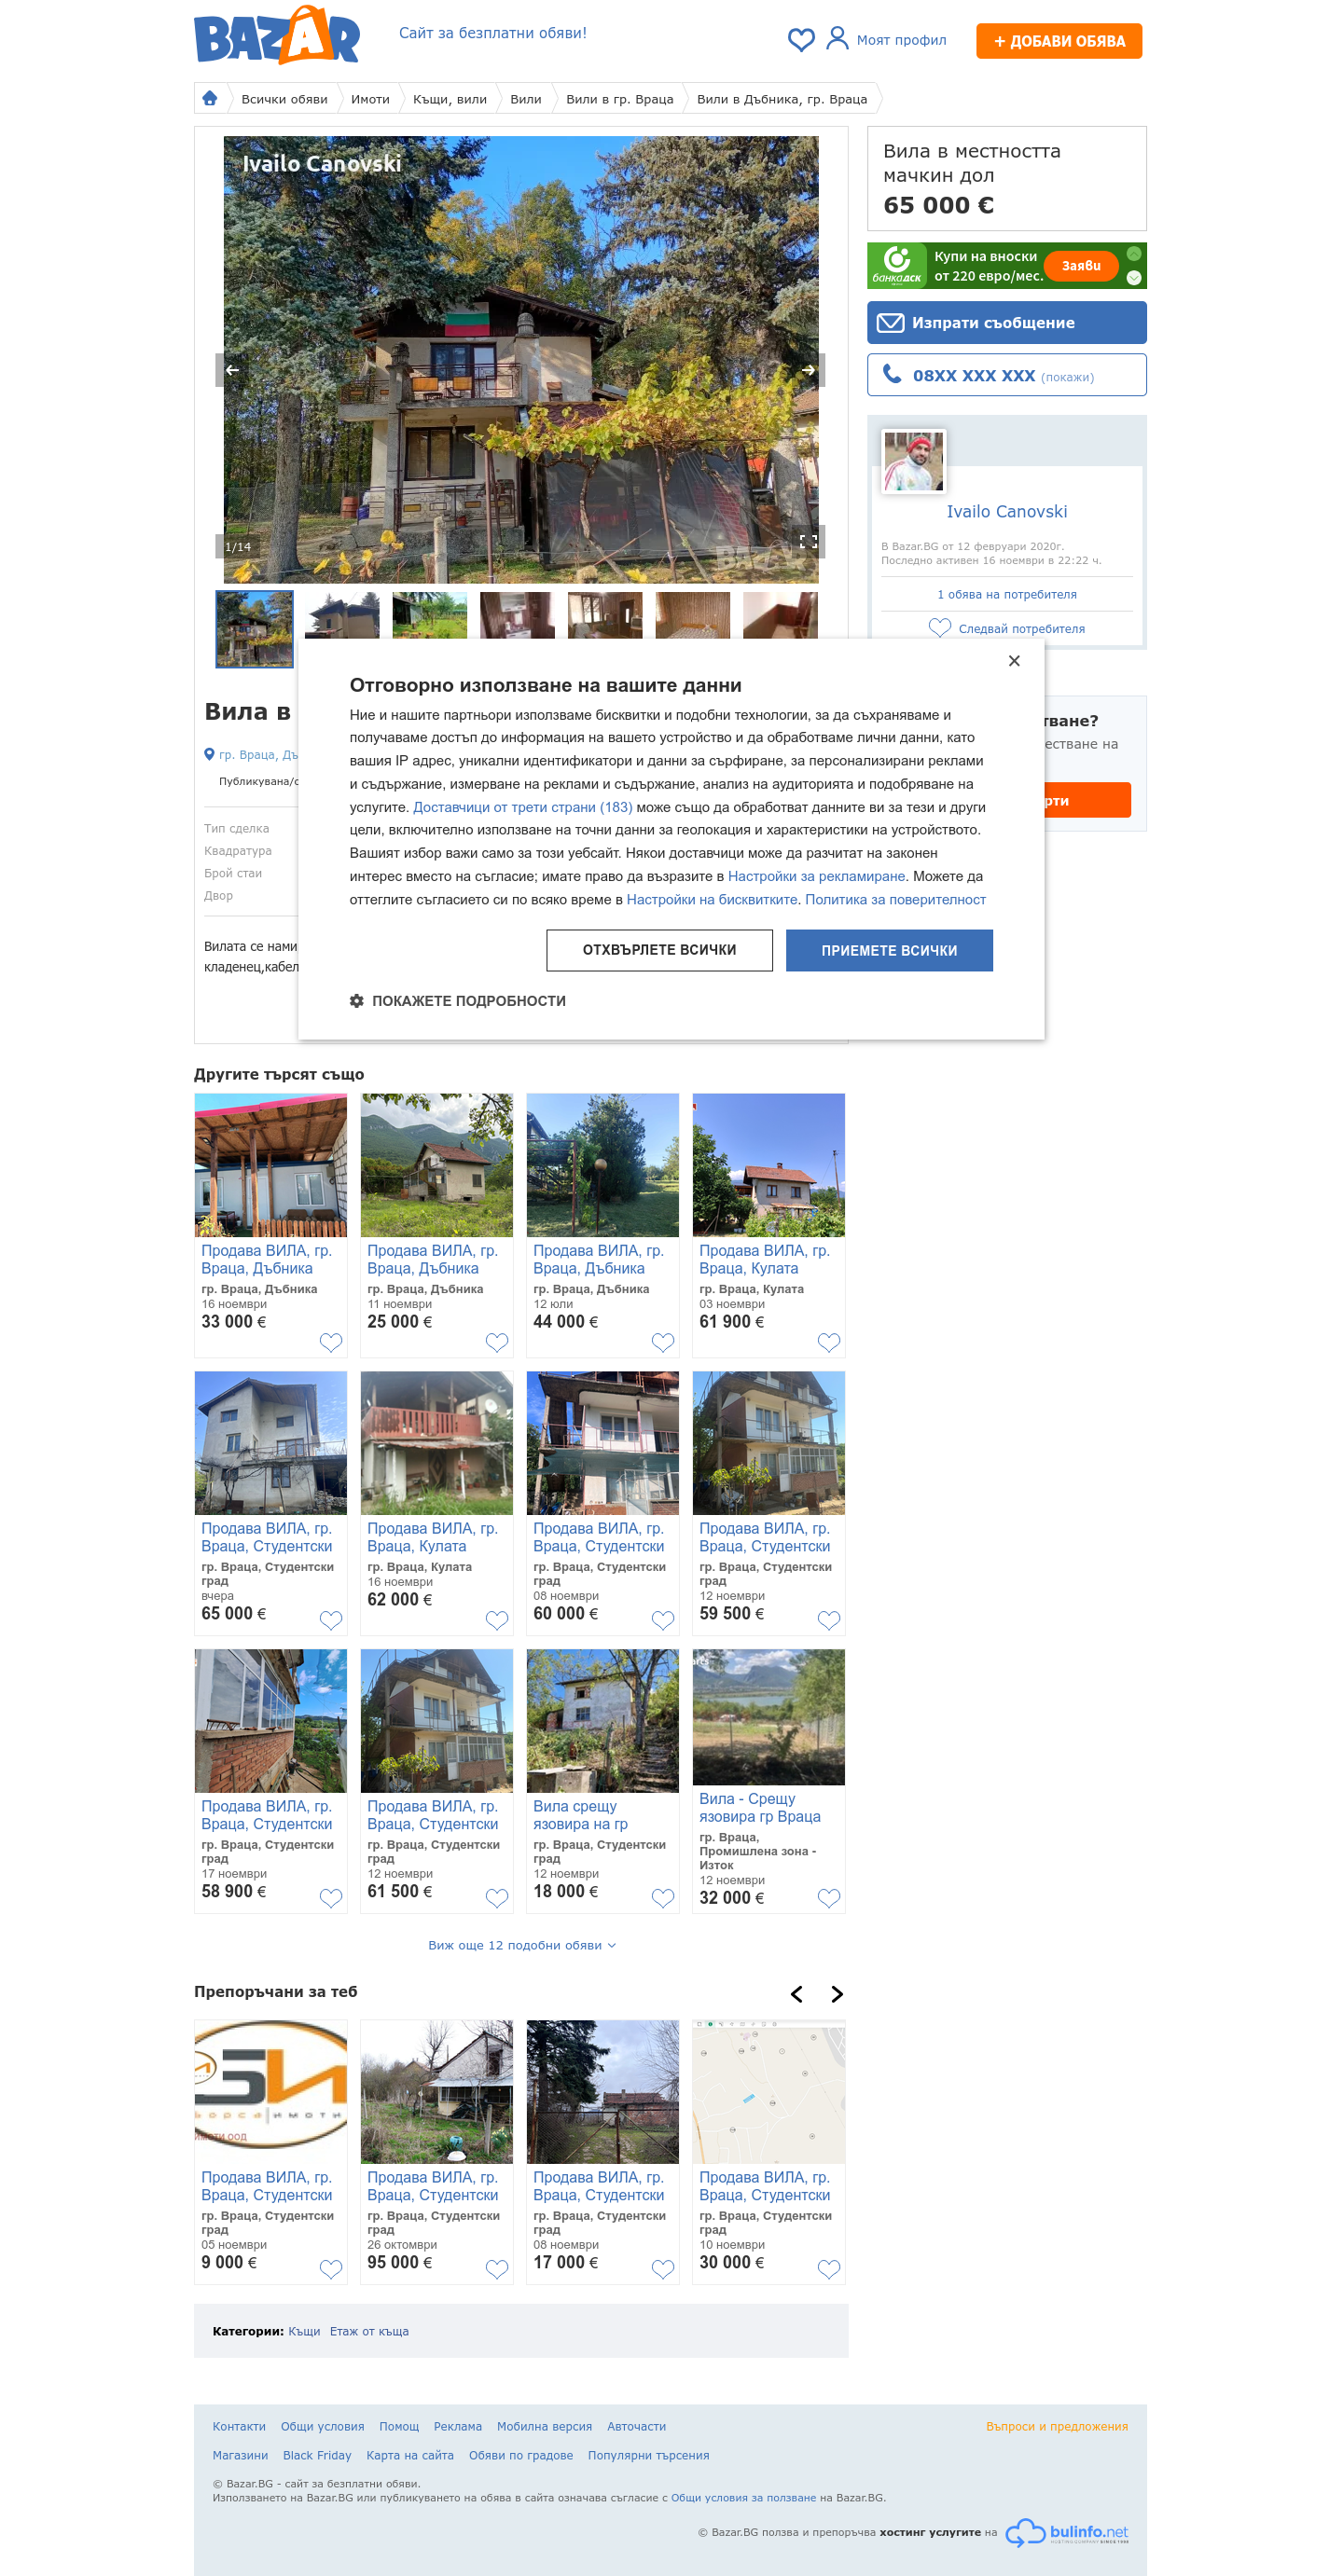 BAZAR
Сайт за безплатни обяви!
Моят профил
+ ДОБАВИ ОБЯВА
Всички обяви
Имоти
Къщи, вили
Вили
Вили в гр. Враца
Вили в Дъбника, гр. Враца
Ivailo Canovski
1/14
Вила в местността
мачкин дол
65 000 €
банка дск
Купи на вноски
от 220 евро/мес.
Заяви
Изпрати съобщение
08XX XXX XXX (покажи)
Ivailo Canovski
В Bazar.BG от 12 февруари 2020г.
Последно активен 16 ноември в 22:22 ч.
1 обява на потребителя
Следвай потребителя
Вила в
гр. Враца,
Тип сделка
Квадратура
Брой стаи
Двор
Вилата се
Отговорно използване на вашите данни
Ние и нашите партньори използваме бисквитки и подобни технологии, за да съхраняваме и
получаваме достъп до информация на вашето устройство и да обработваме лични данни, като
вашия IP адрес, уникални идентификатори и данни за сърфиране, за персонализирани реклами
и съдържание, измерване на реклами и съдържание, анализ на аудиторията и подобряване на
услугите. Доставчици от трети страни (183) може също да обработват данните ви за тези и други
цели, включително използване на точни данни за геолокация и характеристики на устройството.
Вашият избор важи само за този уебсайт. Някои доставчици може да разчитат на законен
интерес вместо на съгласие; имате право да възразите в Настройки за рекламиране. Можете да
оттеглите съгласието си по всяко време в Настройки на бисквитките. Политика за поверителност
ОТХВЪРЛЕТЕ ВСИЧКИ
ПРИЕМЕТЕ ВСИЧКИ
ПОКАЖЕТЕ ПОДРОБНОСТИ
Другите търсят също
Продава ВИЛА, гр.
Враца, Дъбника
гр. Враца, Дъбника
16 ноември
33 000 €
Продава ВИЛА, гр.
Враца, Дъбника
гр. Враца, Дъбника
11 ноември
25 000 €
Продава ВИЛА, гр.
Враца, Дъбника
гр. Враца, Дъбника
12 юли
44 000 €
Продава ВИЛА, гр.
Враца, Кулата
гр. Враца, Кулата
03 ноември
61 900 €
Продава ВИЛА, гр.
Враца, Студентски
гр. Враца, Студентски
град
вчера
65 000 €
Продава ВИЛА, гр.
Враца, Кулата
гр. Враца, Кулата
16 ноември
62 000 €
Продава ВИЛА, гр.
Враца, Студентски
гр. Враца, Студентски
град
08 ноември
60 000 €
Продава ВИЛА, гр.
Враца, Студентски
гр. Враца, Студентски
град
12 ноември
59 500 €
Продава ВИЛА, гр.
Враца, Студентски
гр. Враца, Студентски
град
17 ноември
58 900 €
Продава ВИЛА, гр.
Враца, Студентски
гр. Враца, Студентски
град
12 ноември
61 500 €
Вила срещу
язовира на гр
гр. Враца, Студентски
град
12 ноември
18 000 €
Вила - Срещу
язовира гр Враца
гр. Враца,
Промишлена зона -
Изток
12 ноември
32 000 €
Виж още 12 подобни обяви
Препоръчани за теб
Продава ВИЛА, гр.
Враца, Студентски
гр. Враца, Студентски
град
05 ноември
9 000 €
Продава ВИЛА, гр.
Враца, Студентски
гр. Враца, Студентски
град
26 октомври
95 000 €
Продава ВИЛА, гр.
Враца, Студентски
гр. Враца, Студентски
град
08 ноември
17 000 €
Продава ВИЛА, гр.
Враца, Студентски
гр. Враца, Студентски
град
10 ноември
30 000 €
Категории: Къщи Етаж от къща
Контакти Общи условия Помощ Реклама Мобилна версия Авточасти
Въпроси и предложения
Магазини Black Friday Карта на сайта Обяви по градове Популярни търсения
© Bazar.BG - сайт за безплатни обяви.
Използването на Bazar.BG или публикуването на обява в сайта означава съгласие с Общи условия за ползване на Bazar.BG.
© Bazar.BG ползва и препоръчва хостинг услугите на
bulinfo.net